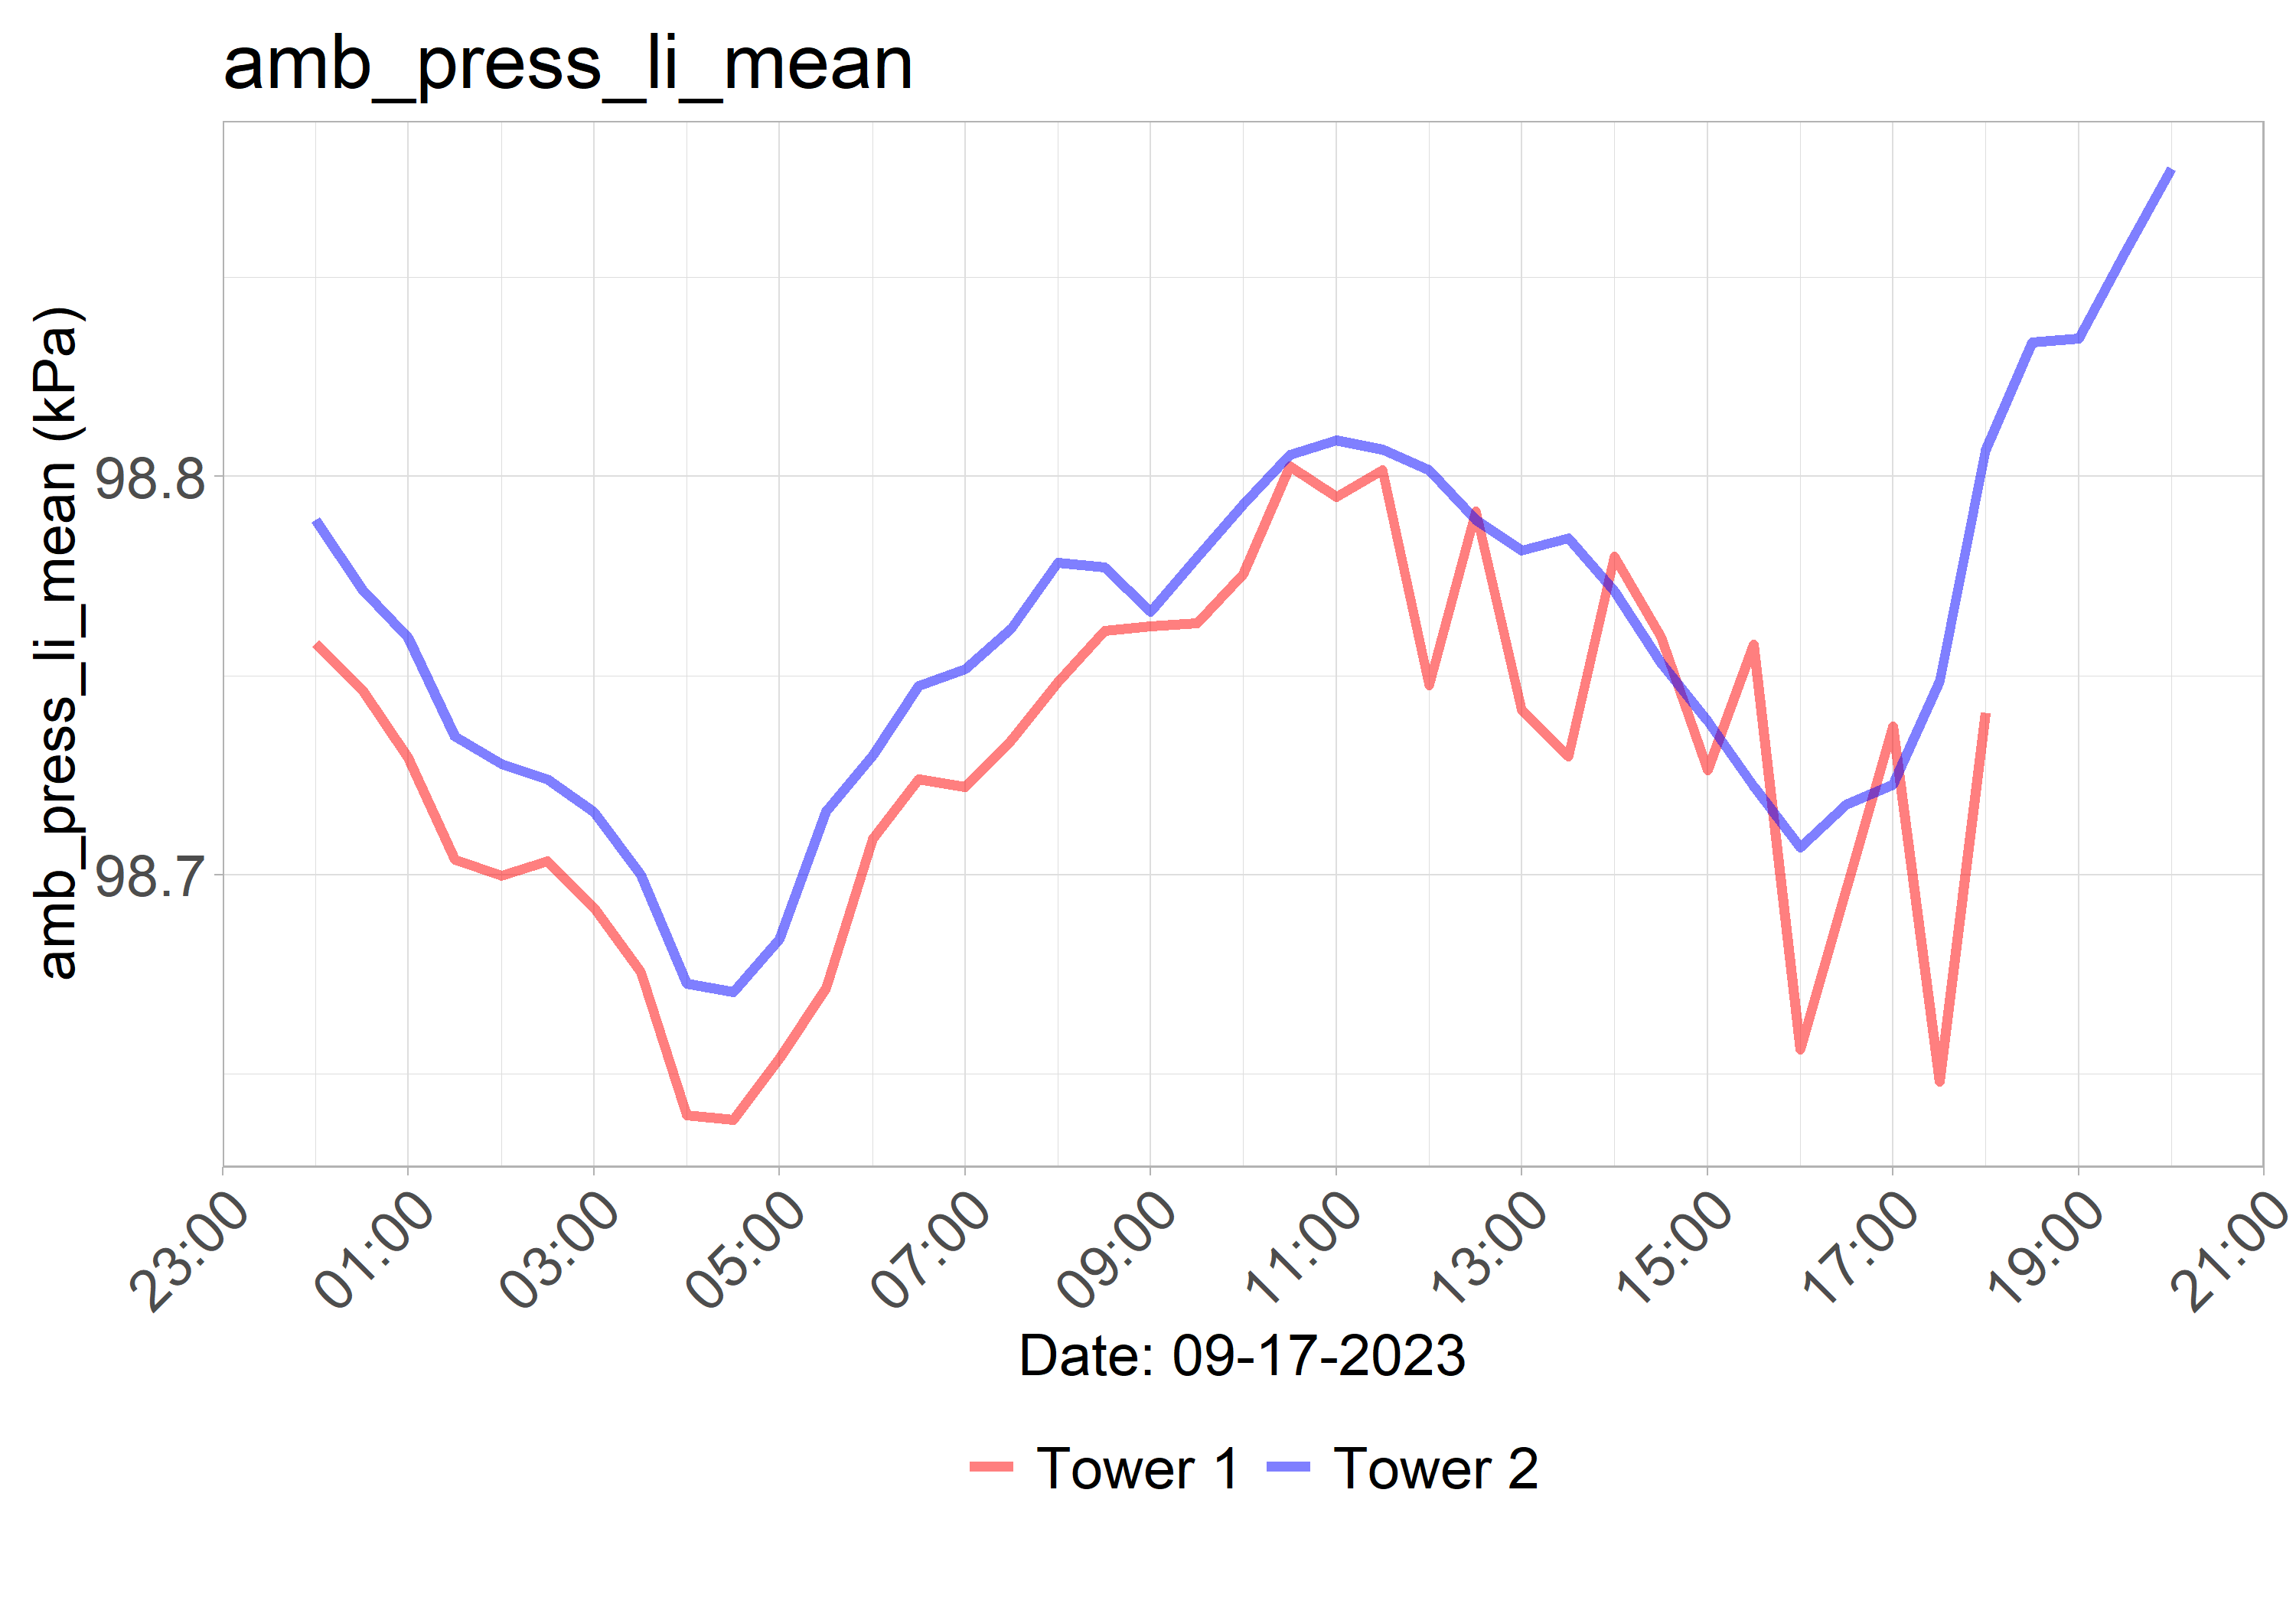 amb_press_li_mean
amb_press_li_mean (kPa)
98.8
98.7
23:00 01:00 03:00 05:00 07:00 09:00 11:00 13:00 15:00 17:00 19:00 21:00
Date: 09-17-2023
Tower 1 Tower 2